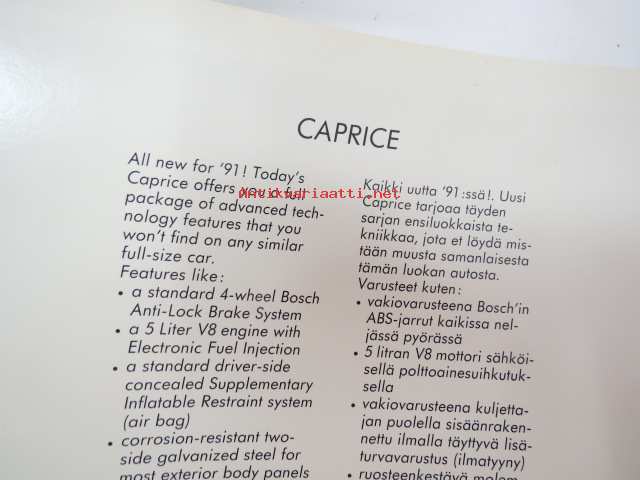 CAPRICE
All new for '91! Today's
Caprice offers you a full
package of advanced tech-
nology features that you
won't find on any similar
full-size car.
Features like:
• a standard 4-wheel Bosch
Anti-Lock Brake System
• a 5 Liter V8 engine with
Electronic Fuel Injection
• a standard driver-side
concealed Supplementary
Inflatable Restraint system
(air bag)
• corrosion-resistant two-
side galvanized steel for
most exterior body panels
Kaikki uutta '91:ssä!. Uusi
Caprice tarjoaa täyden
sarjan ensiluokkaista te-
kniikkaa, jota et löydä mis-
tään muusta samanlaisesta
tämän luokan autosta.
Varusteet kuten:
• vakiovarusteena Bosch'in
ABS-jarrut kaikissa nel-
jässä pyörässä
• 5 litran V8 mottori sähköi-
sellä polttoainesuihkutuk-
sella
• vakiovarusteena kuljetta-
jan puolella sisäänraken-
nettu ilmalla täyttyvä lisä-
turvavarustus (ilmatyyny)
• ruosteenkestävä molem-
Antikvariaatti.net